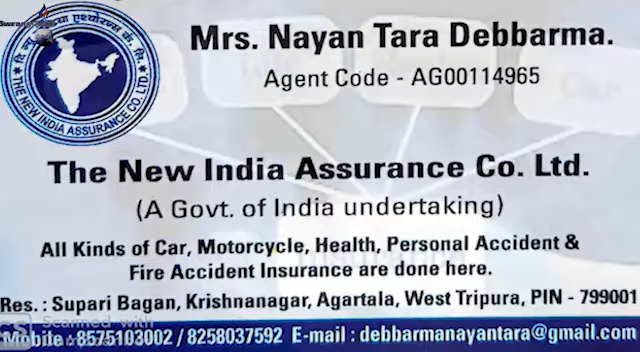 Mrs. Nayan Tara Debbarma.
Agent Code - AG00114965
THE NEW INDIA ASSURANCE CO. LTD.
The New India Assurance Co. Ltd.
(A Govt. of India undertaking)
All Kinds of Car, Motorcycle, Health, Personal Accident &
Fire Accident Insurance are done here.
Res. : Supari Bagan, Krishnanagar, Agartala, West Tripura, PIN - 799001
CS Scanned with
Mobile : 8575103002 / 8258037592 E-mail : debbarmanayantara@gmail.com